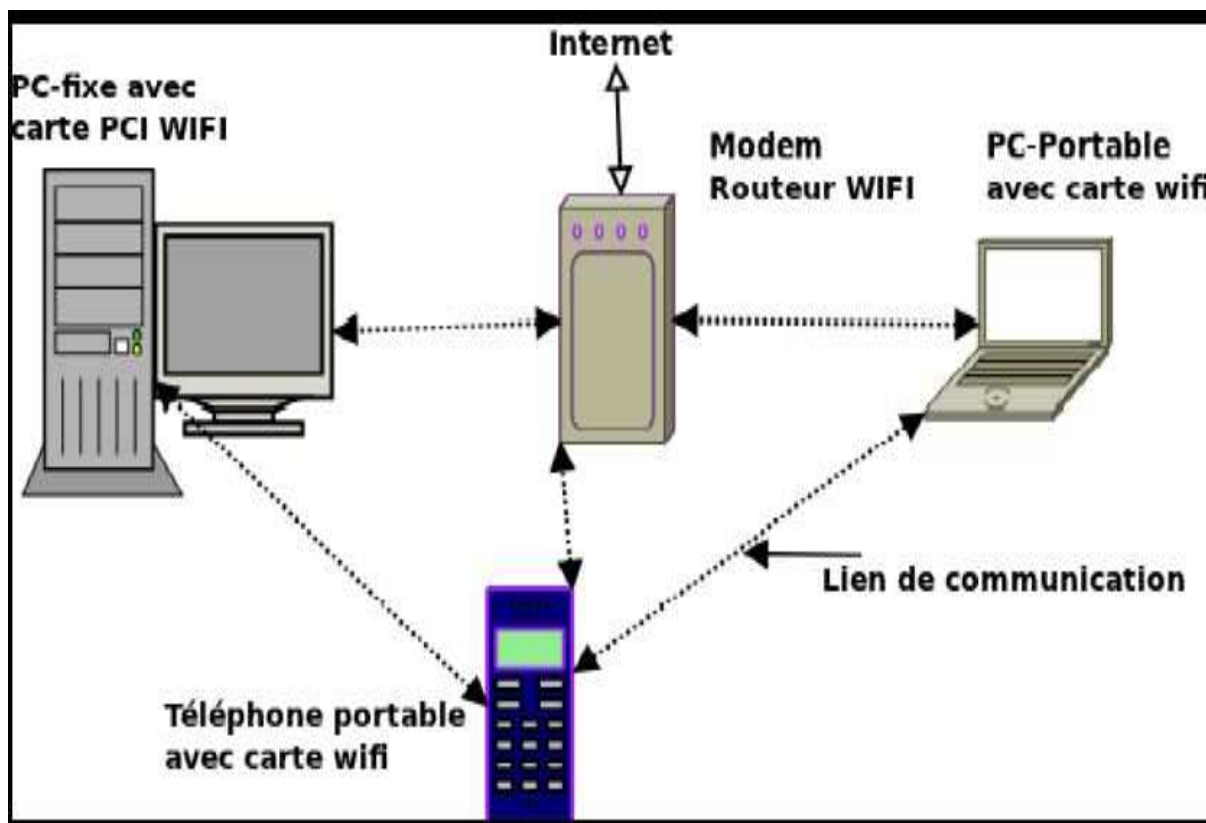 Internet
PC-fixe avec
carte PCI WIFI
Modem
Routeur WIFI
PC-Portable
avec carte wifi
Lien de communication
Téléphone portable
avec carte wifi